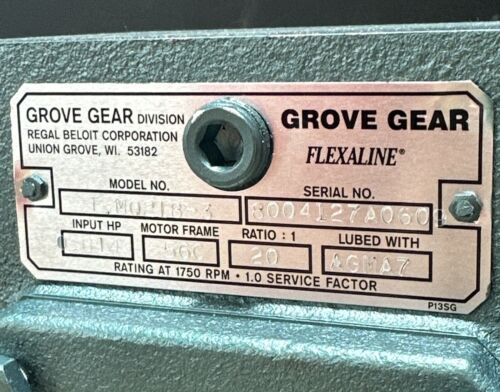 GROVE GEAR DIVISION
REGAL BELOIT CORPORATION
UNION GROVE, WI. 53182
GROVE GEAR
FLEXALINE®
MODEL NO.
SERIAL NO.
8004127A0609
INPUT HP
MOTOR FRAME
RATIO : 1
LUBED WITH
20
AGMA7
RATING AT 1750 RPM • 1.0 SERVICE FACTOR
P13SG